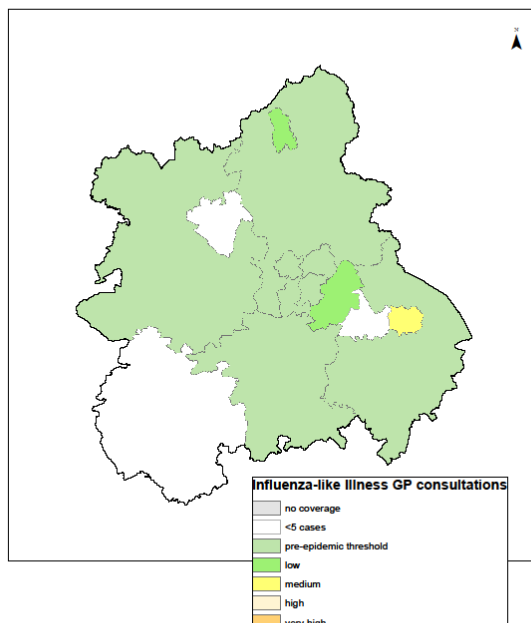 N
Influenza-like Illness GP consultations
no coverage
<5 cases
pre-epidemic threshold
low
medium
high
very high